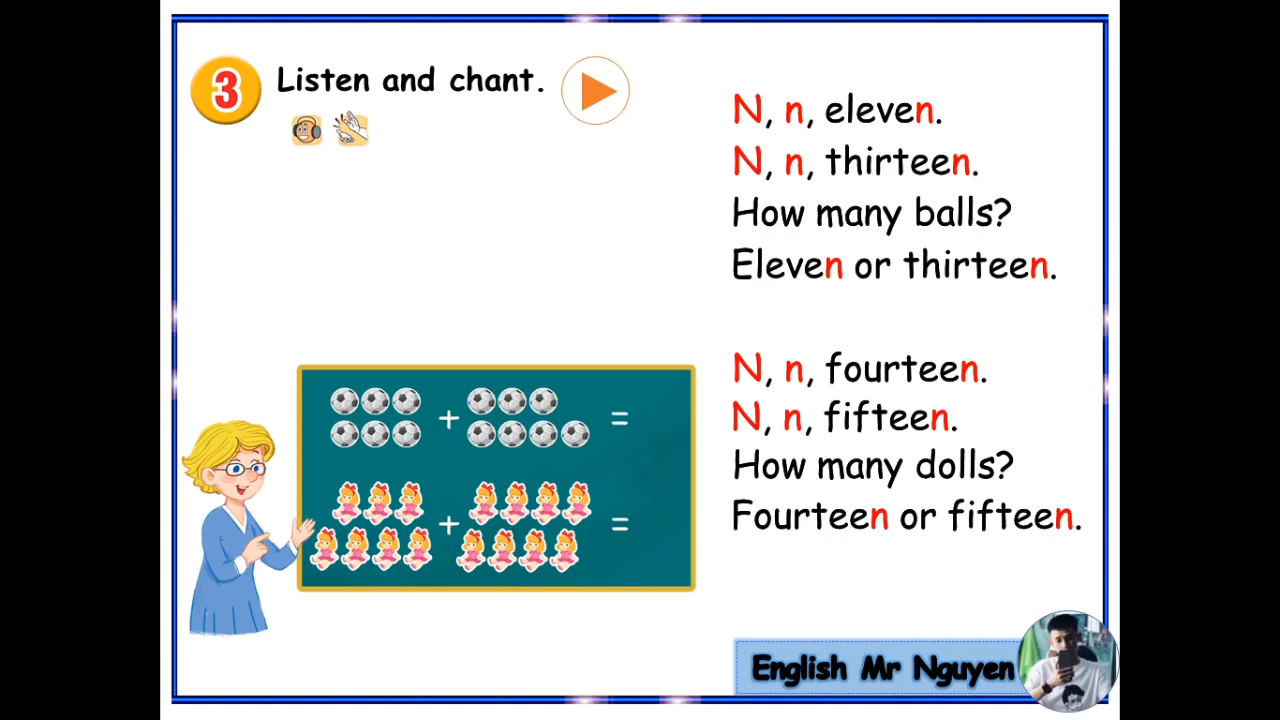 3 Listen and chant.
N, n, eleven.
N, n, thirteen.
How many balls?
Eleven or thirteen.
N, n, fourteen.
N, n, fifteen.
How many dolls?
Fourteen or fifteen.
+ =
+ =
English Mr Nguyen